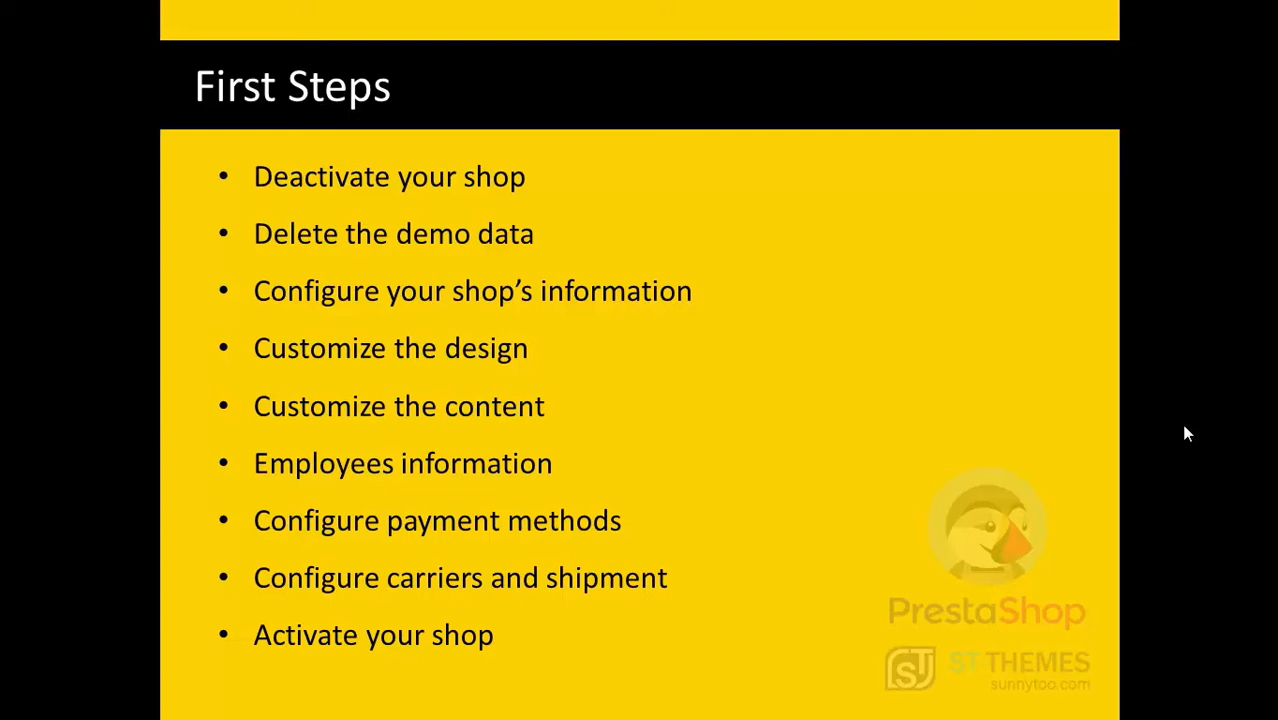 First Steps
• Deactivate your shop
• Delete the demo data
• Configure your shop’s information
• Customize the design
• Customize the content
• Employees information
• Configure payment methods
• Configure carriers and shipment
• Activate your shop
PrestaShop
ST-THEMES
sunnytoo.com